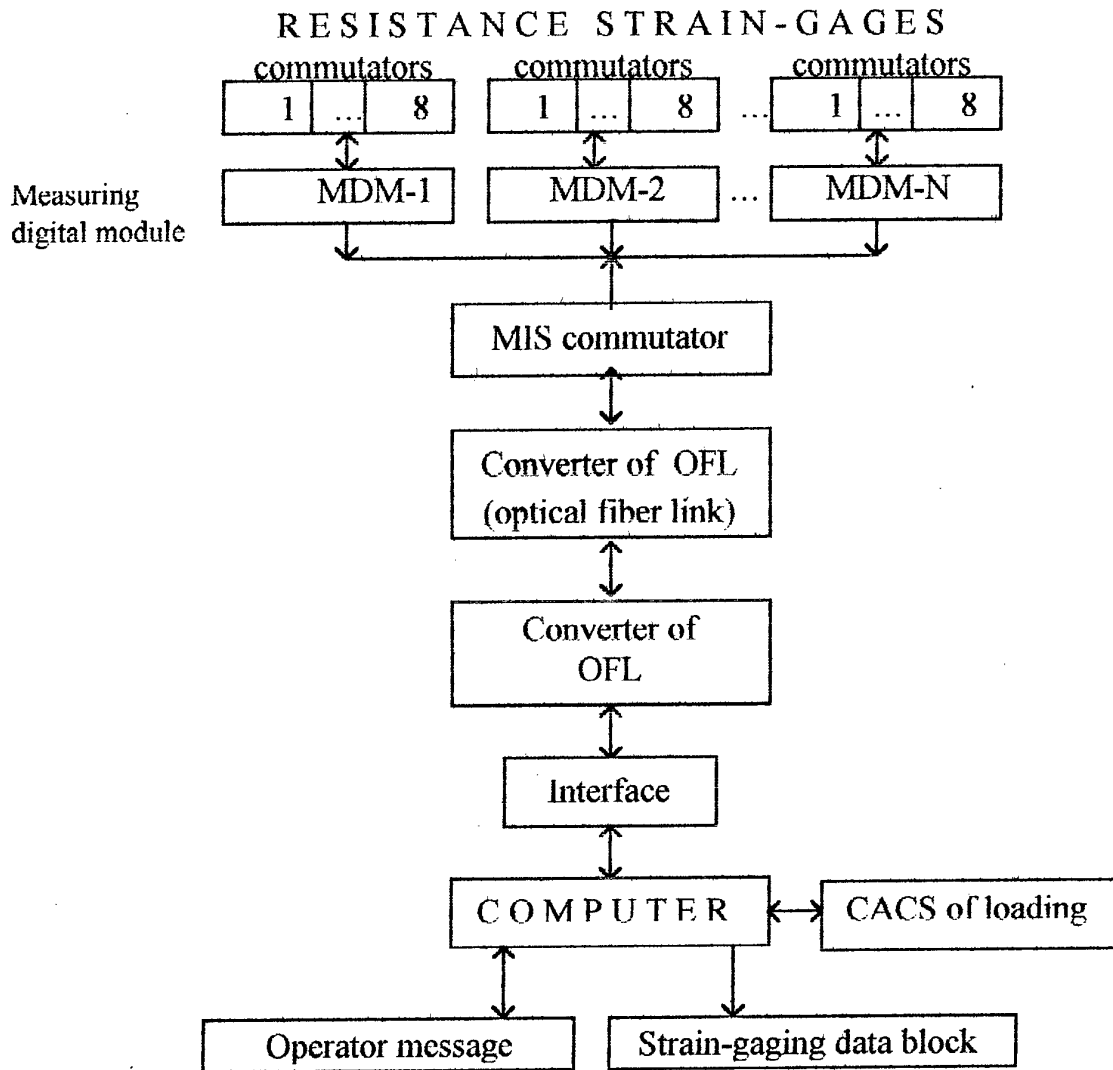 RESISTANCE STRAIN-GAGES
commutators commutators commutators
1 ... 8 1 ... 8 ... 1 ... 8
MDM-1 MDM-2 ... MDM-N
Measuring
digital module
MIS commutator
Converter of OFL
(optical fiber link)
Converter of
OFL
Interface
COMPUTER
CACS of loading
Operator message
Strain-gaging data block